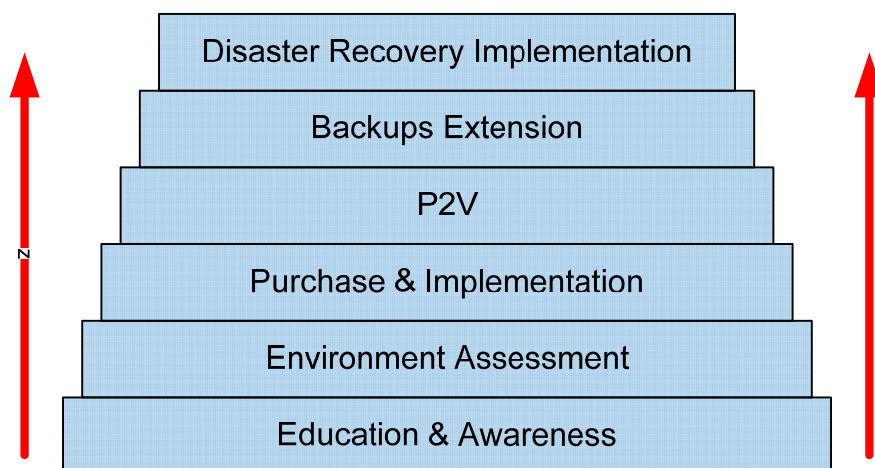 Disaster Recovery Implementation
Backups Extension
P2V
z
Purchase & Implementation
Environment Assessment
Education & Awareness